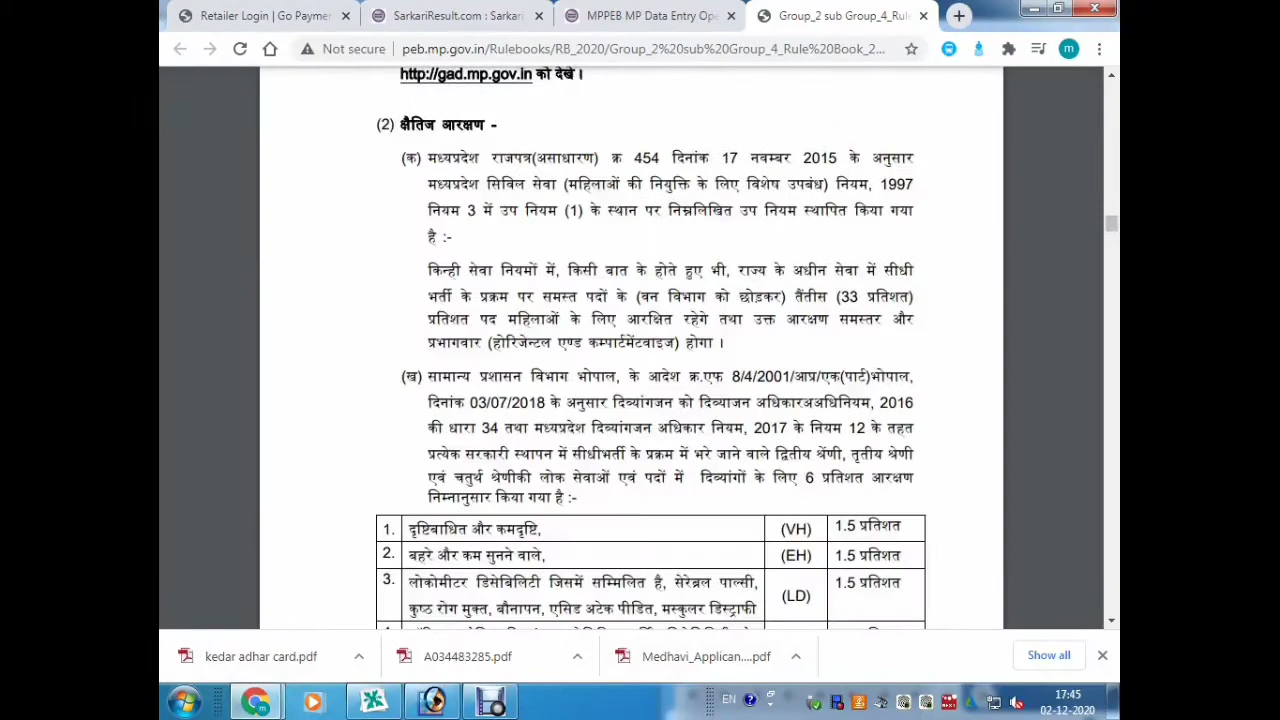 Retailer Login | Go Paymen
SarkariResult.com : Sarkar
MPPEB MP Data Entry Ope
Group_2 sub Group_4_Rul
Not secure
peb.mp.gov.in/Rulebooks/RB_2020/Group_2%20sub%20Group_4_Rule%20Book_2...
m
http://gad.mp.gov.in को देखे।
(2) क्षैतिज आरक्षण -
(क) मध्यप्रदेश राजपत्र(असाधारण) क्र 454 दिनांक 17 नवम्बर 2015 के अनुसार
मध्यप्रदेश सिविल सेवा (महिलाओं की नियुक्ति के लिए विशेष उपबंध) नियम, 1997
नियम 3 में उप नियम (1) के स्थान पर निम्नलिखित उप नियम स्थापित किया गया
है :-
किन्ही सेवा नियमों में, किसी बात के होते हुए भी, राज्य के अधीन सेवा में सीधी
भर्ती के प्रक्रम पर समस्त पदों के (वन विभाग को छोड़कर) तैंतीस (33 प्रतिशत)
प्रतिशत पद महिलाओं के लिए आरक्षित रहेगे तथा उक्त आरक्षण समस्तर और
प्रभागवार (होरिजेन्टल एण्ड कम्पार्टमेंटवाइज) होगा ।
(ख) सामान्य प्रशासन विभाग भोपाल, के आदेश क्र.एफ 8/4/2001/आप्र/एक(पार्ट)भोपाल,
दिनांक 03/07/2018 के अनुसार दिव्यांगजन को दिव्याजन अधिकारअअधिनियम, 2016
की धारा 34 तथा मध्यप्रदेश दिव्यांगजन अधिकार नियम, 2017 के नियम 12 के तहत
प्रत्येक सरकारी स्थापन में सीधीभर्ती के प्रक्रम में भरे जाने वाले द्वितीय श्रेंणी, तृतीय श्रेणी
एवं चतुर्थ श्रेणीकी लोक सेवाओं एवं पदों में दिव्यांगों के लिए 6 प्रतिशत आरक्षण
निम्नानुसार किया गया है :-
1. दृष्टिबाधित और कमदृष्टि, (VH) 1.5 प्रतिशत
2. बहरे और कम सुनने वाले, (EH) 1.5 प्रतिशत
3. लोकोमीटर डिसेबिलिटी जिसमें सम्मिलित है, सेरेब्रल पाल्सी, (LD) 1.5 प्रतिशत
कुष्ठ रोग मुक्त, बौनापन, एसिड अटेक पीडित, मस्कुलर डिस्ट्राफी
kedar adhar card.pdf
A034483285.pdf
Medhavi_Applican....pdf
Show all
EN
17:45
02-12-2020